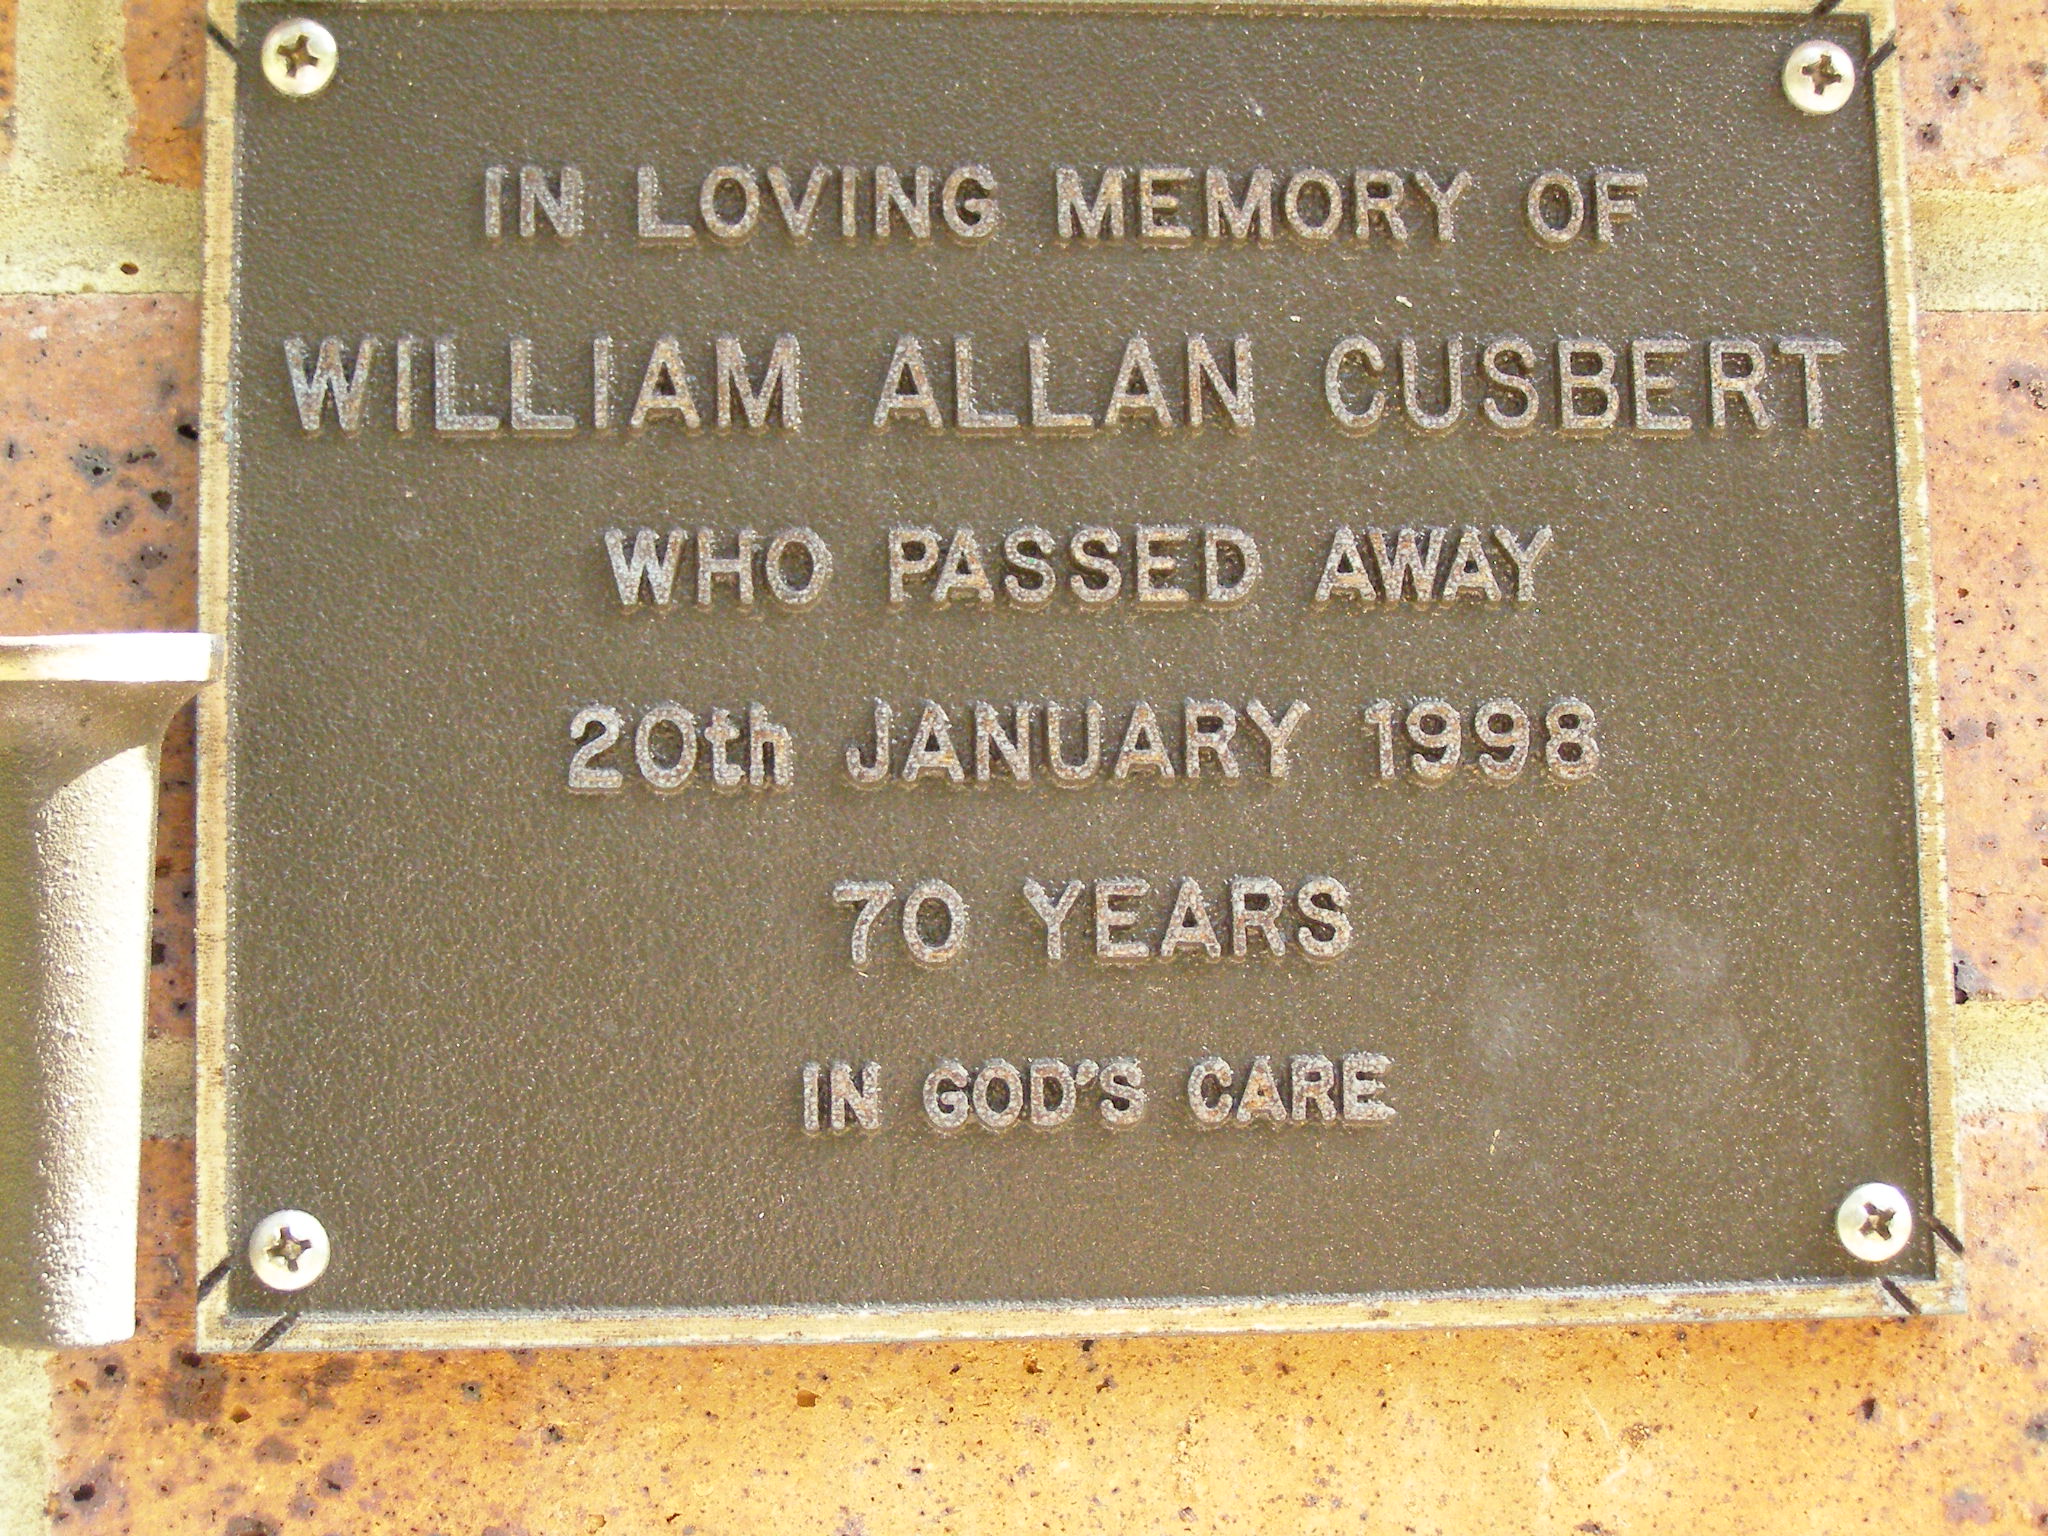 IN LOVING MEMORY OF
WILLIAM ALLAN CUSBERT
WHO PASSED AWAY
20th JANUARY 1998
70 YEARS
IN GOD'S CARE